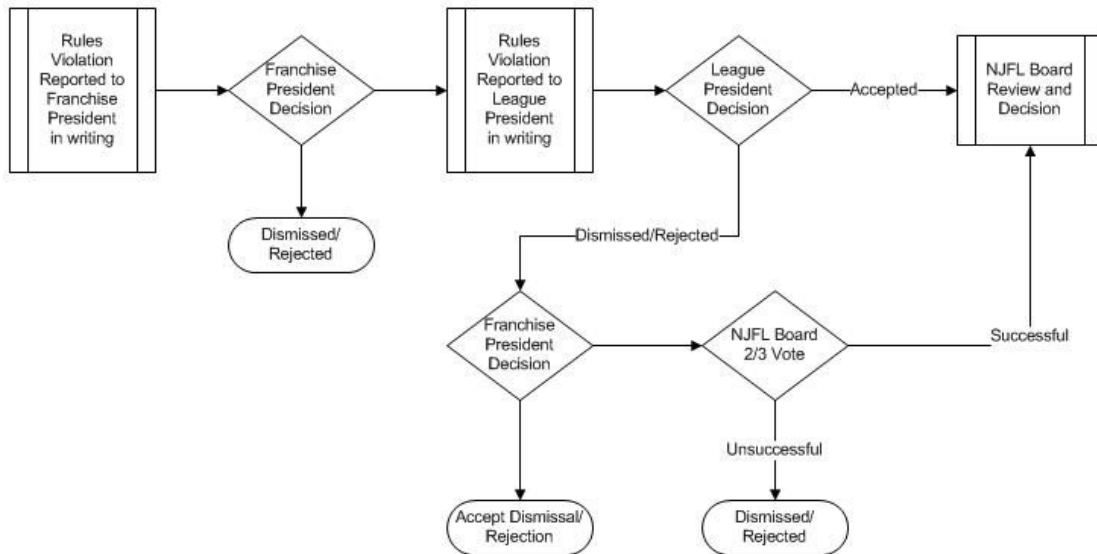 Rules
Violation
Reported to
Franchise
President
in writing
Franchise
President
Decision
Rules
Violation
Reported to
League
President
in writing
League
President
Decision
Accepted
NJFL Board
Review and
Decision
Dismissed/
Rejected
Dismissed/Rejected
Franchise
President
Decision
NJFL Board
2/3 Vote
Successful
Unsuccessful
Accept Dismissal/
Rejection
Dismissed/
Rejected